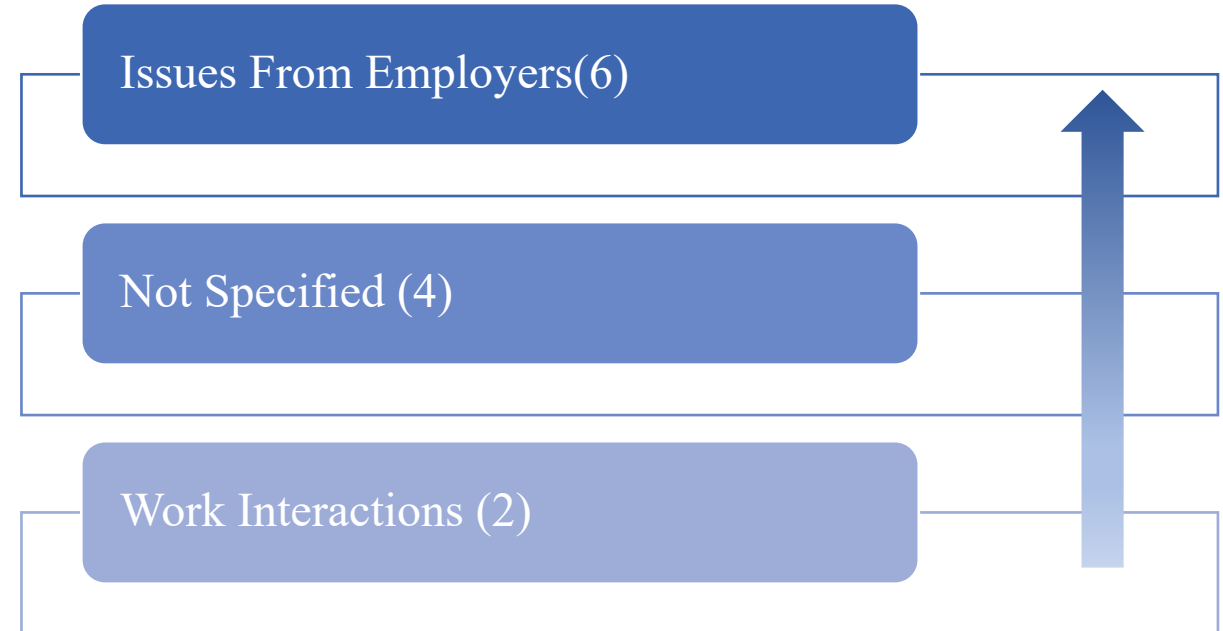 Issues From Employers(6)
Not Specified (4)
Work Interactions (2)